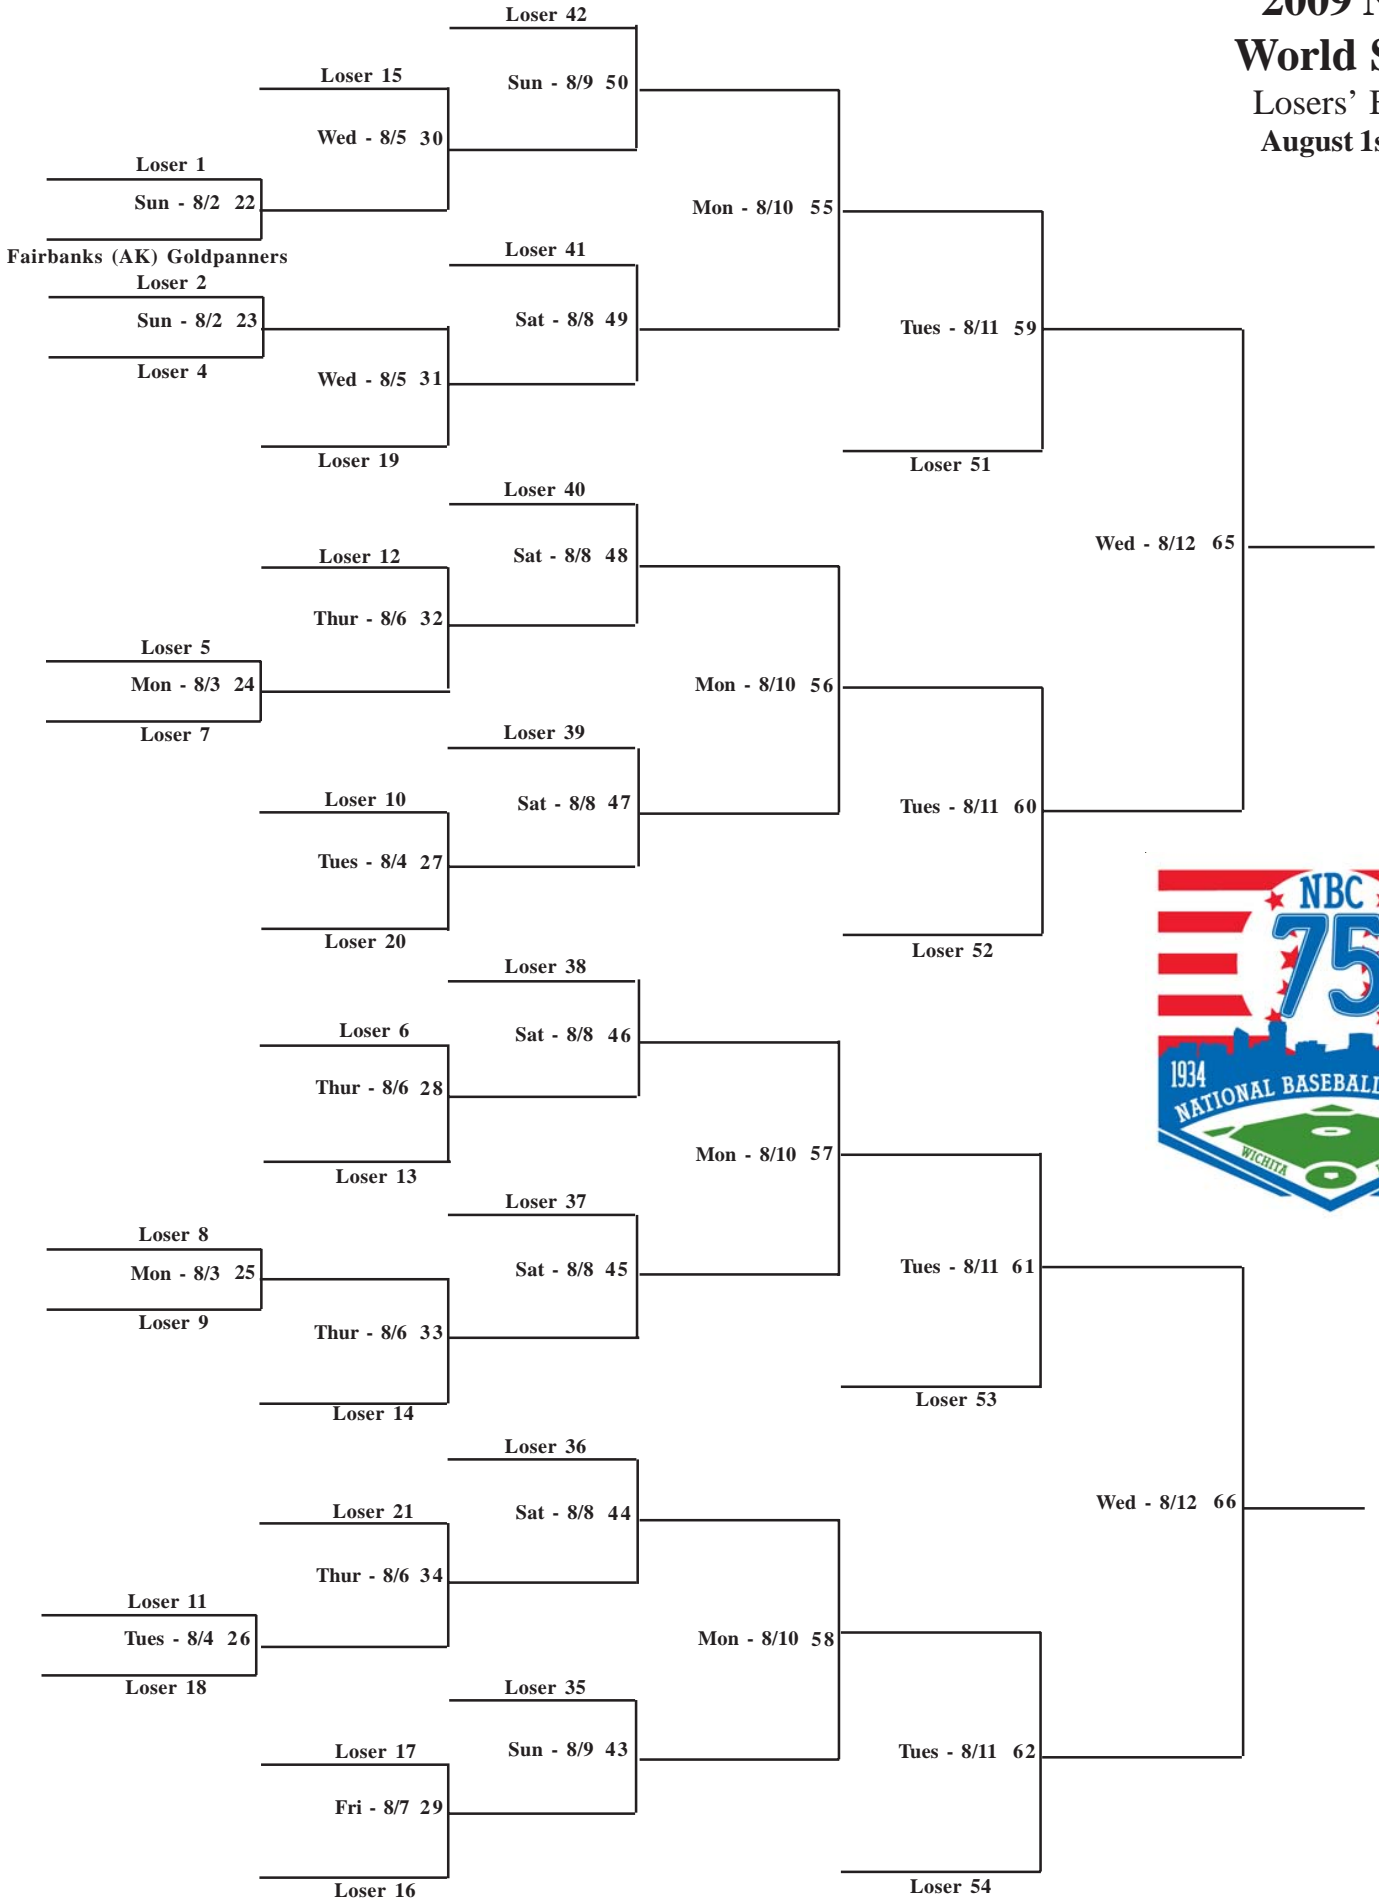 2009 N
World S
Losers’ B
August 1s
Loser 42
Sun - 8/9 50
Loser 15
Wed - 8/5 30
Loser 1
Sun - 8/2 22
Fairbanks (AK) Goldpanners
Mon - 8/10 55
Loser 41
Loser 2
Sun - 8/2 23
Sat - 8/8 49
Tues - 8/11 59
Loser 4
Wed - 8/5 31
Loser 19
Loser 51
Loser 40
Sat - 8/8 48
Wed - 8/12 65
Loser 12
Thur - 8/6 32
Loser 5
Mon - 8/3 24
Mon - 8/10 56
Loser 7
Loser 39
Loser 10
Sat - 8/8 47
Tues - 8/11 60
Tues - 8/4 27
Loser 20
Loser 52
NBC
75
1934
NATIONAL BASEBALL
WICHITA
Loser 38
Loser 6
Sat - 8/8 46
Thur - 8/6 28
Mon - 8/10 57
Loser 13
Loser 37
Loser 8
Mon - 8/3 25
Sat - 8/8 45
Tues - 8/11 61
Loser 9
Thur - 8/6 33
Loser 14
Loser 53
Loser 36
Loser 21
Sat - 8/8 44
Wed - 8/12 66
Thur - 8/6 34
Loser 11
Tues - 8/4 26
Mon - 8/10 58
Loser 18
Loser 35
Loser 17
Sun - 8/9 43
Tues - 8/11 62
Fri - 8/7 29
Loser 16
Loser 54